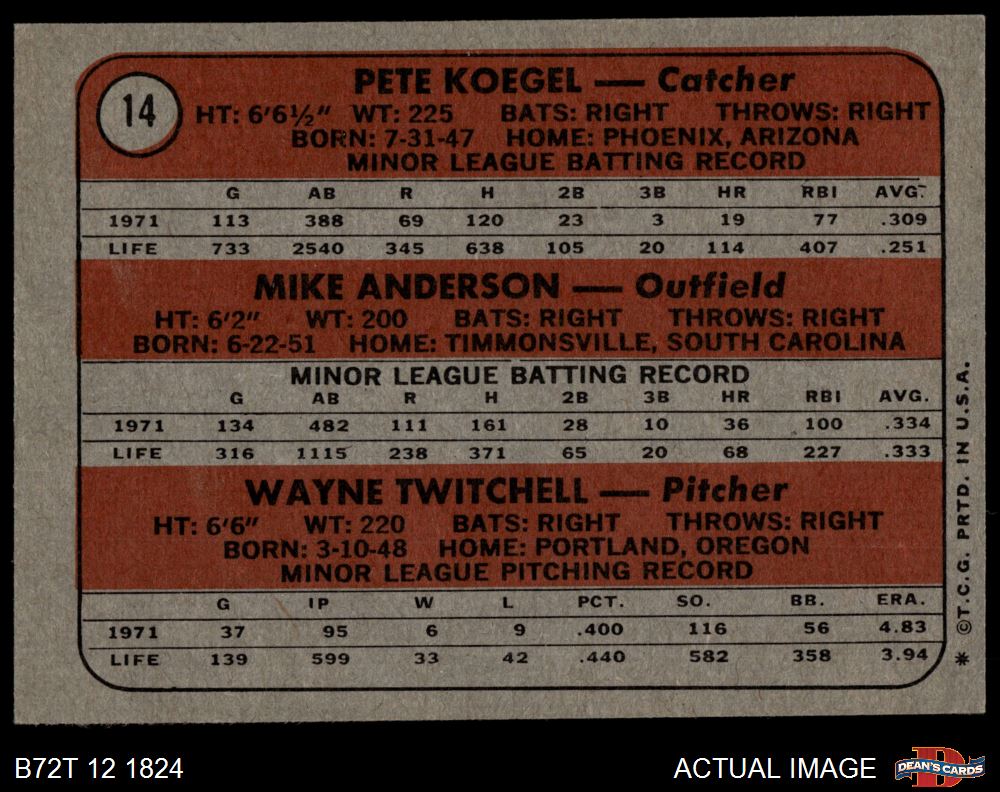 14
PETE KOEGEL — Catcher
HT: 6'6½" WT: 225 BATS: RIGHT THROWS: RIGHT
BORN: 7-31-47 HOME: PHOENIX, ARIZONA
MINOR LEAGUE BATTING RECORD
G AB R H 2B 3B HR RBI AVG.
1971 113 388 69 120 23 3 19 77 .309
LIFE 733 2540 345 638 105 20 114 407 .251
MIKE ANDERSON — Outfield
HT: 6'2" WT: 200 BATS: RIGHT THROWS: RIGHT
BORN: 6-22-51 HOME: TIMMONSVILLE, SOUTH CAROLINA
MINOR LEAGUE BATTING RECORD
G AB R H 2B 3B HR RBI AVG.
1971 134 482 111 161 28 10 36 100 .334
LIFE 316 1115 238 371 65 20 68 227 .333
WAYNE TWITCHELL — Pitcher
HT: 6'6" WT: 220 BATS: RIGHT THROWS: RIGHT
BORN: 3-10-48 HOME: PORTLAND, OREGON
MINOR LEAGUE PITCHING RECORD
G IP W L PCT. SO. BB. ERA.
1971 37 95 6 9 .400 116 56 4.83
LIFE 139 599 33 42 .440 582 358 3.94
* ©T.C.G. PRTD. IN U.S.A.
B72T 12 1824
ACTUAL IMAGE
D
DEAN'S CARDS